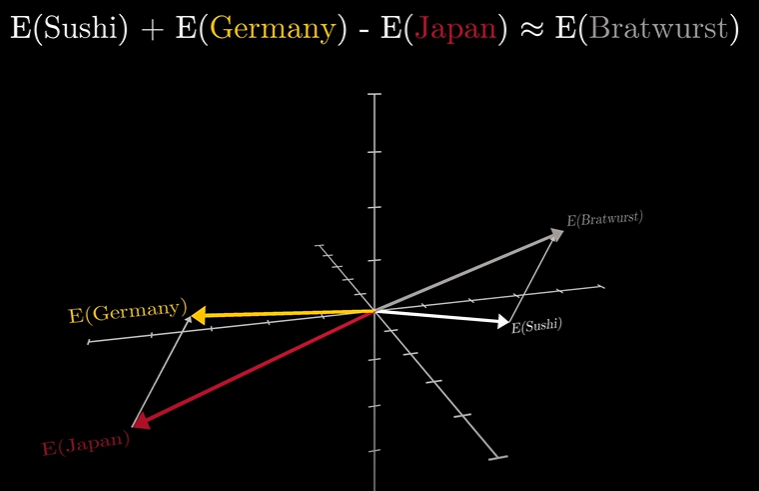 E(Sushi) + E(Germany) - E(Japan) ≈ E(Bratwurst)
E(Bratwurst)
E(Germany)
E(Sushi)
E(Japan)